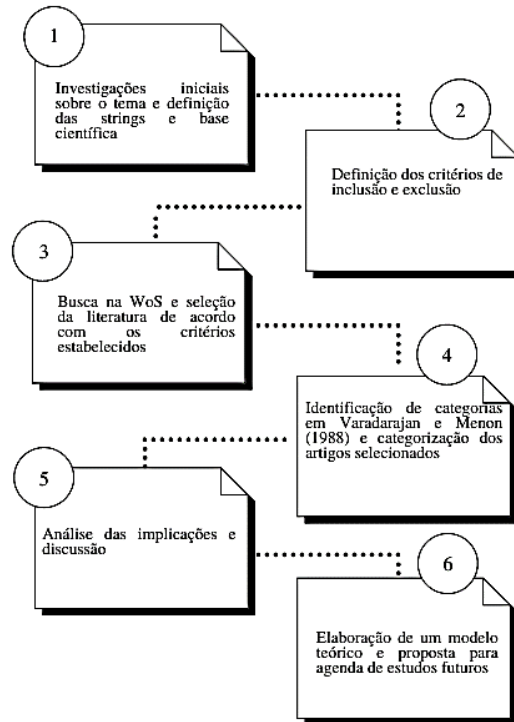 1
Investigações iniciais
sobre o tema e definição
das strings e base
científica
2
Definição dos critérios de
inclusão e exclusão
3
Busca na WoS e seleção
da literatura de acordo
com os critérios
estabelecidos
4
Identificação de categorias
em Varadarajan e Menon
(1988) e categorização dos
artigos selecionados
5
Análise das implicações e
discussão
6
Elaboração de um modelo
teórico e proposta para
agenda de estudos futuros